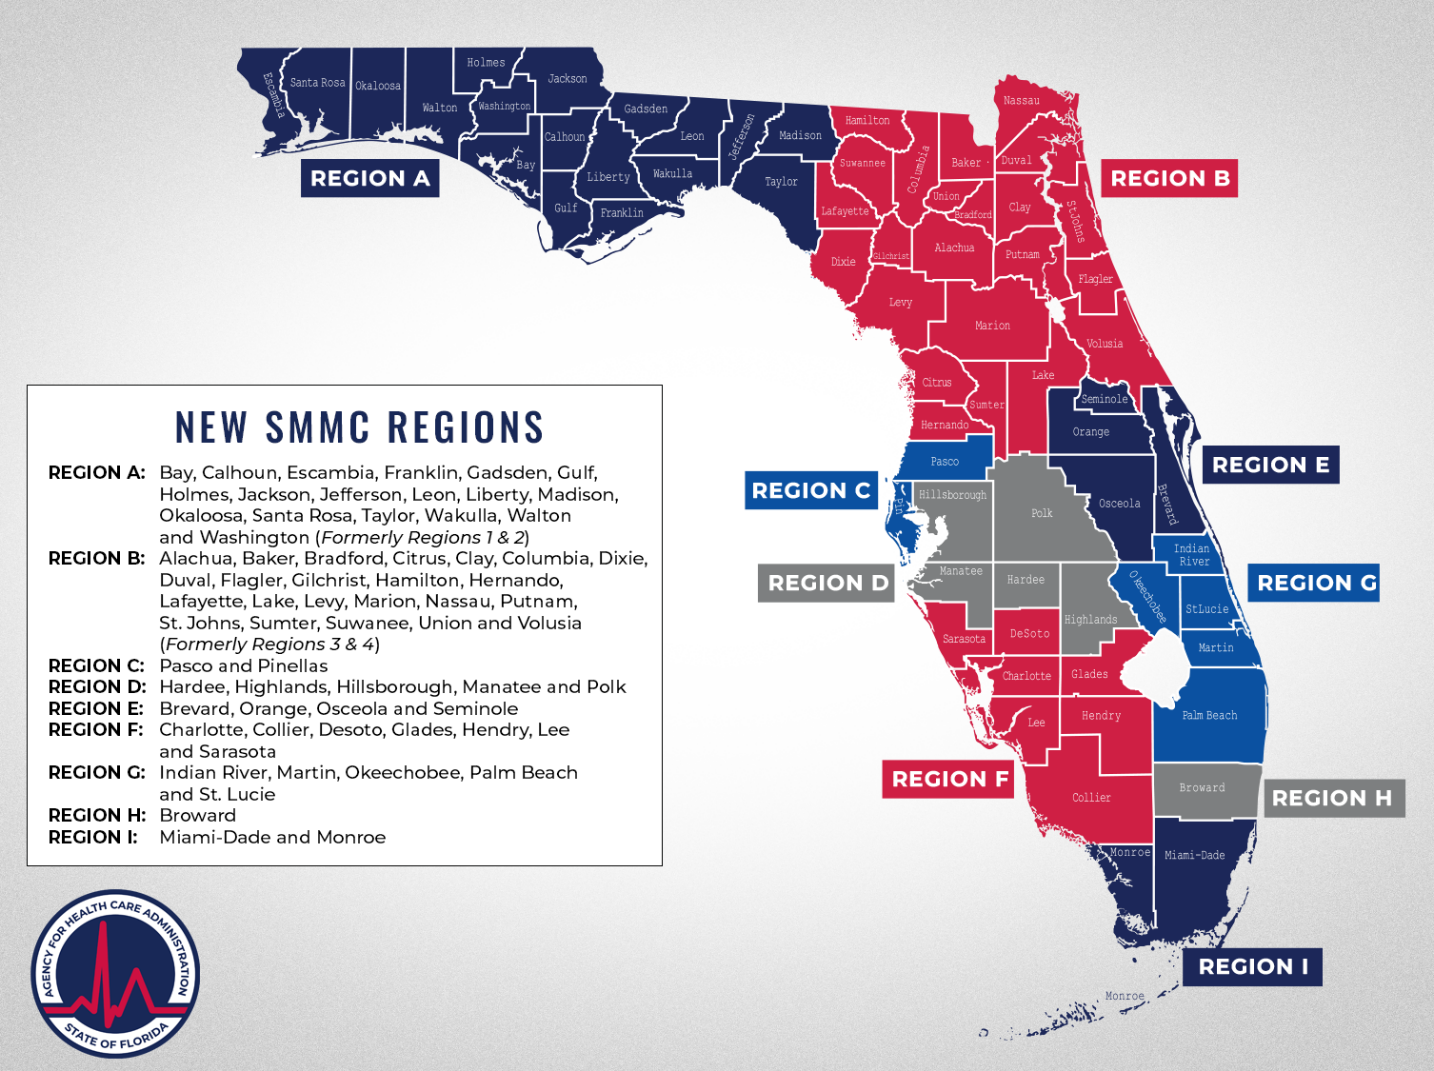 Escambia
Santa Rosa
Okaloosa
Walton
Holmes
Washington
Jackson
Bay
Calhoun
Gulf
Liberty
Franklin
Gadsden
Leon
Wakulla
Jefferson
Madison
Taylor
REGION A
Hamilton
Suwannee
Lafayette
Columbia
Baker
Nassau
Duval
Union
Bradford
Clay
StJohns
Dixie
Gilchrist
Alachua
Putnam
Flagler
Levy
Marion
Volusia
Citrus
Sumter
Lake
Hernando
REGION B
Seminole
Orange
Osceola
Brevard
REGION E
Pasco
Pin
REGION C
Hillsborough
Polk
Manatee
Hardee
Highlands
REGION D
Indian
River
Okeechobee
StLucie
Martin
Palm Beach
REGION G
Sarasota
DeSoto
Charlotte
Glades
Lee
Hendry
Collier
REGION F
Broward
REGION H
Monroe
Miami-Dade
REGION I
Monroe
NEW SMMC REGIONS
REGION A: Bay, Calhoun, Escambia, Franklin, Gadsden, Gulf,
Holmes, Jackson, Jefferson, Leon, Liberty, Madison,
Okaloosa, Santa Rosa, Taylor, Wakulla, Walton
and Washington (Formerly Regions 1 & 2)
REGION B: Alachua, Baker, Bradford, Citrus, Clay, Columbia, Dixie,
Duval, Flagler, Gilchrist, Hamilton, Hernando,
Lafayette, Lake, Levy, Marion, Nassau, Putnam,
St. Johns, Sumter, Suwanee, Union and Volusia
(Formerly Regions 3 & 4)
REGION C: Pasco and Pinellas
REGION D: Hardee, Highlands, Hillsborough, Manatee and Polk
REGION E: Brevard, Orange, Osceola and Seminole
REGION F: Charlotte, Collier, Desoto, Glades, Hendry, Lee
and Sarasota
REGION G: Indian River, Martin, Okeechobee, Palm Beach
and St. Lucie
REGION H: Broward
REGION I: Miami-Dade and Monroe
AGENCY FOR HEALTH CARE ADMINISTRATION
STATE OF FLORIDA